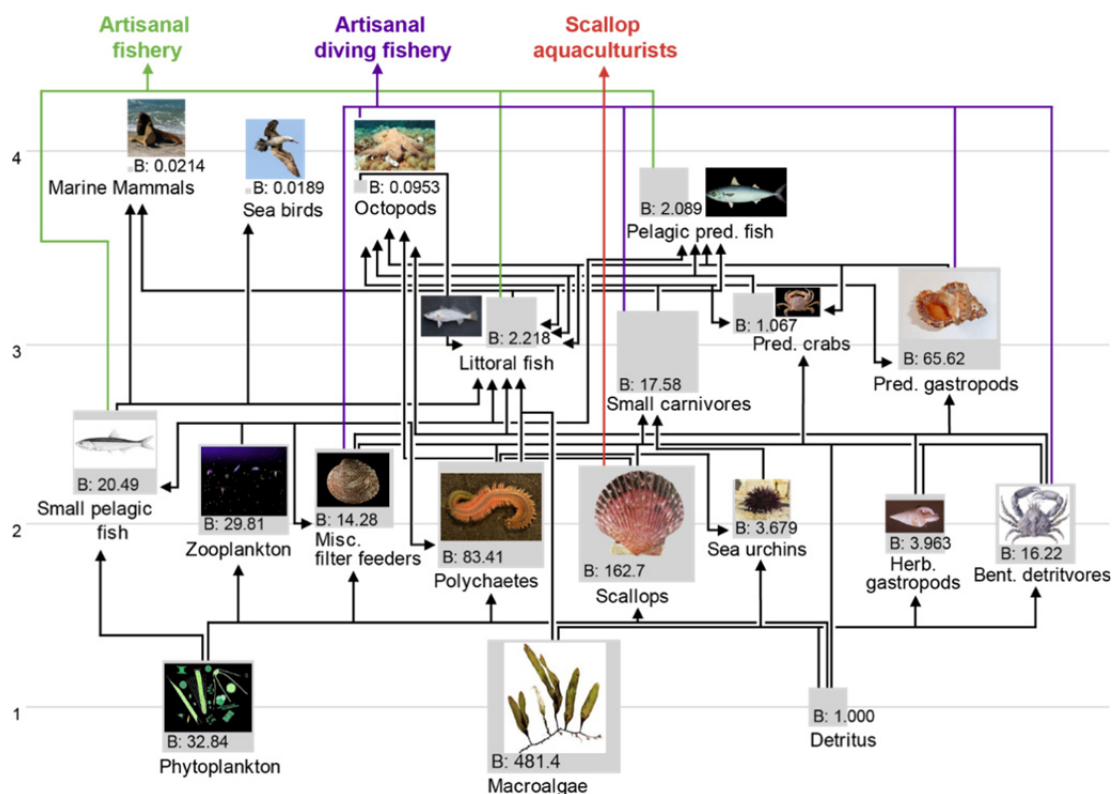 Artisanal
fishery
Artisanal
diving fishery
Scallop
aquaculturists
4
B: 0.0214
Marine Mammals
B: 0.0189
Sea birds
B: 0.0953
Octopods
B: 2.089
Pelagic pred. fish
3
B: 2.218
Littoral fish
B: 17.58
Small carnivores
B: 1.067
Pred. crabs
B: 65.62
Pred. gastropods
B: 20.49
Small pelagic
fish
2
B: 29.81
Zooplankton
B: 14.28
Misc.
filter feeders
B: 83.41
Polychaetes
B: 162.7
Scallops
B: 3.679
Sea urchins
B: 3.963
Herb.
gastropods
B: 16.22
Bent. detritvores
1
B: 32.84
Phytoplankton
B: 481.4
Macroalgae
B: 1.000
Detritus